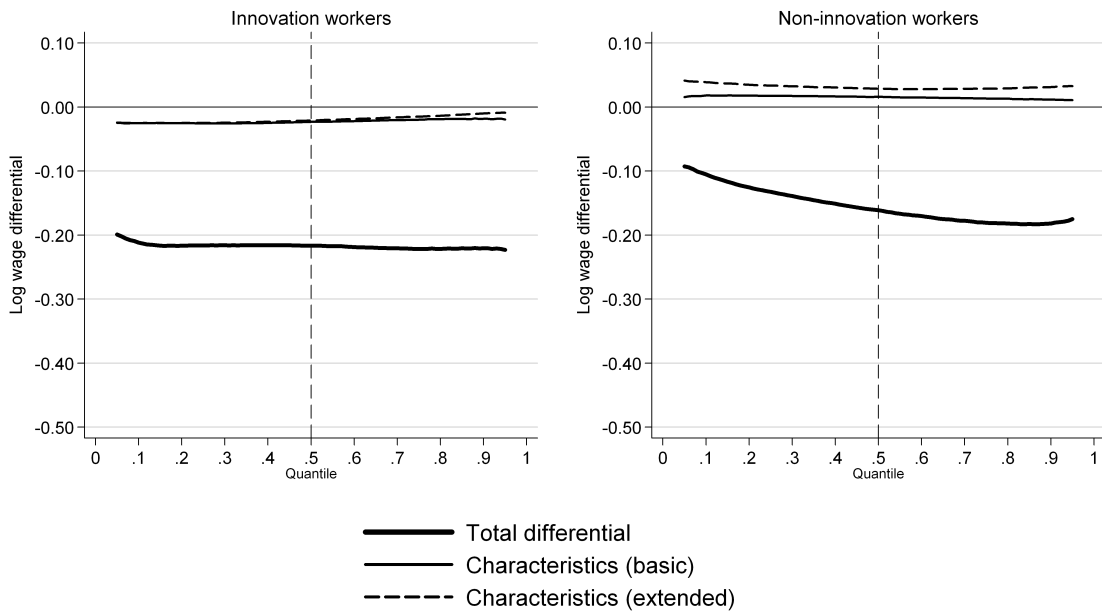 Innovation workers
0.10
0.00
-0.10
-0.20
-0.30
-0.40
-0.50
Log wage differential
0 .1 .2 .3 .4 .5 .6 .7 .8 .9 1
Quantile
Non-innovation workers
0.10
0.00
-0.10
-0.20
-0.30
-0.40
-0.50
Log wage differential
0 .1 .2 .3 .4 .5 .6 .7 .8 .9 1
Quantile
Total differential
Characteristics (basic)
Characteristics (extended)